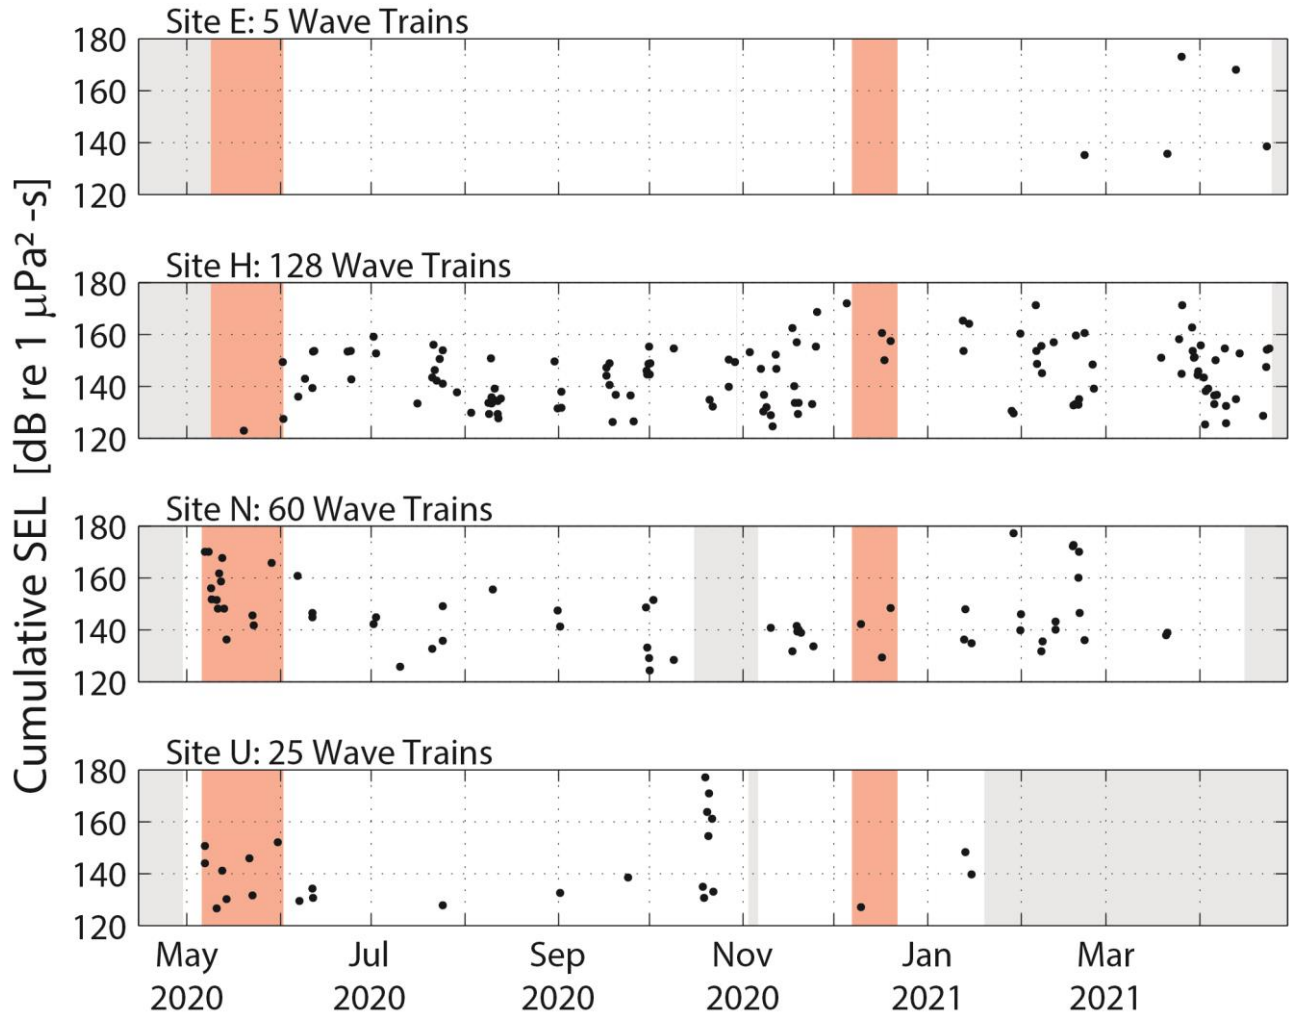 Site E: 5 Wave Trains
180
160
140
120
Site H: 128 Wave Trains
180
160
140
120
Site N: 60 Wave Trains
180
160
140
120
Site U: 25 Wave Trains
180
160
140
120
Cumulative SEL [dB re 1 μPa² -s]
May Jul Sep Nov Jan Mar
2020 2020 2020 2020 2021 2021